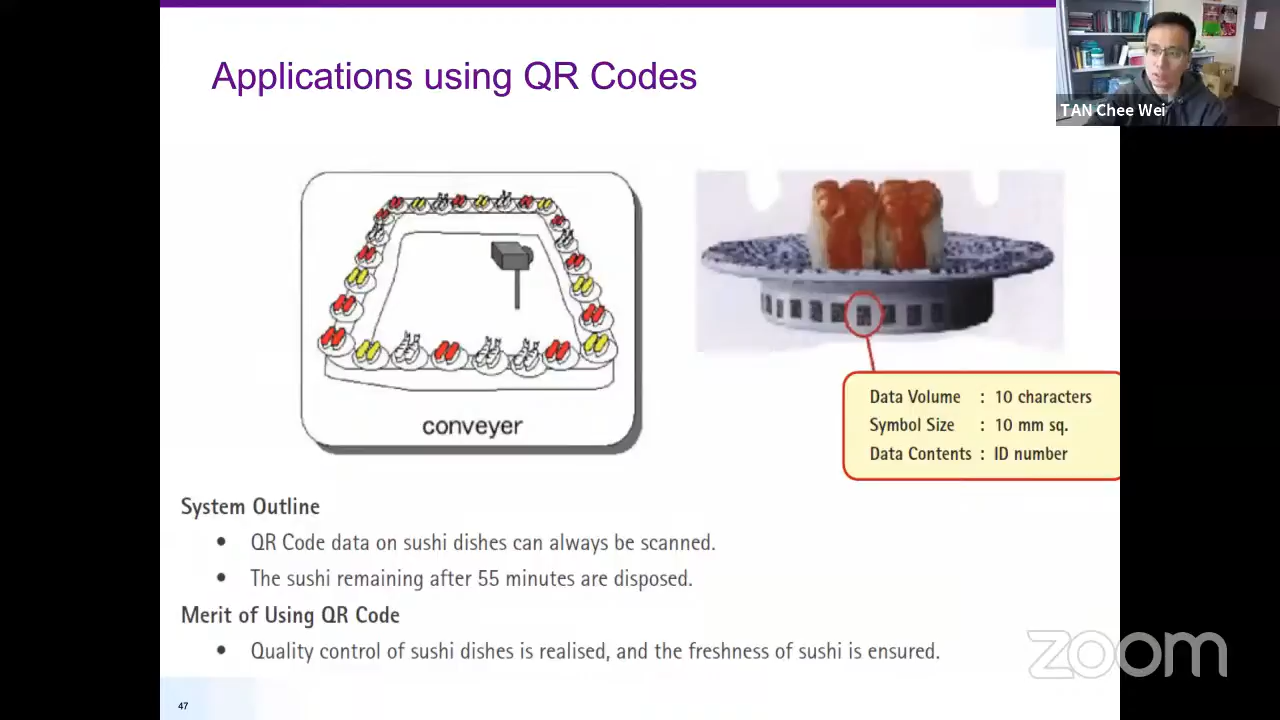 Applications using QR Codes
TAN Chee Wei
conveyer
Data Volume : 10 characters
Symbol Size : 10 mm sq.
Data Contents : ID number
System Outline
• QR Code data on sushi dishes can always be scanned.
• The sushi remaining after 55 minutes are disposed.
Merit of Using QR Code
• Quality control of sushi dishes is realised, and the freshness of sushi is ensured.
zoom
47